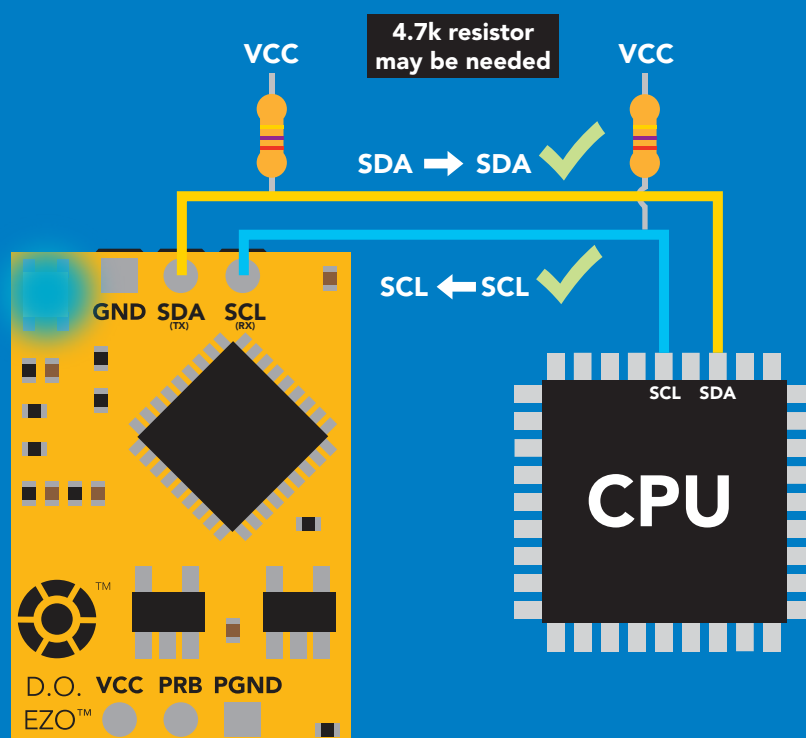 4.7k resistor
may be needed
VCC
VCC
SDA → SDA
SCL ← SCL
GND SDA SCL
(TX) (RX)
SCL SDA
CPU
TM
VCC PRB PGND
D.O.
EZO™